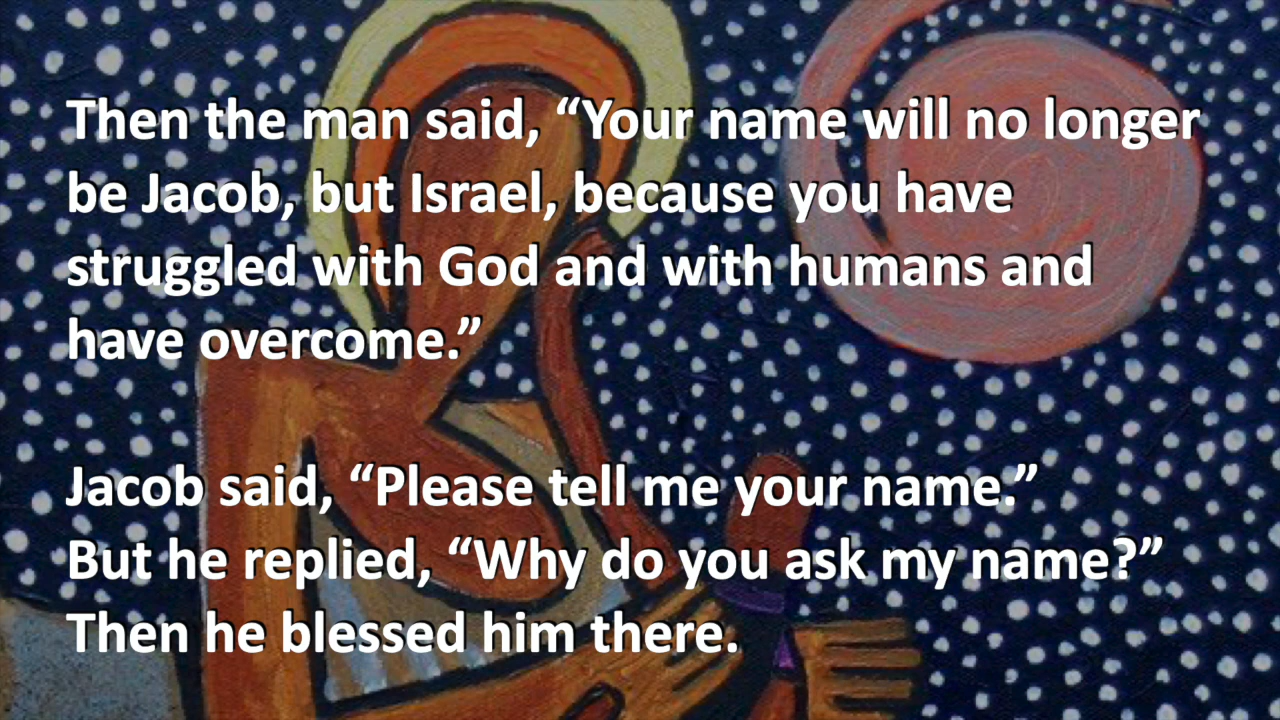 Then the man said, “Your name will no longer
be Jacob, but Israel, because you have
struggled with God and with humans and
have overcome.”
Jacob said, “Please tell me your name.”
But he replied, “Why do you ask my name?”
Then he blessed him there.